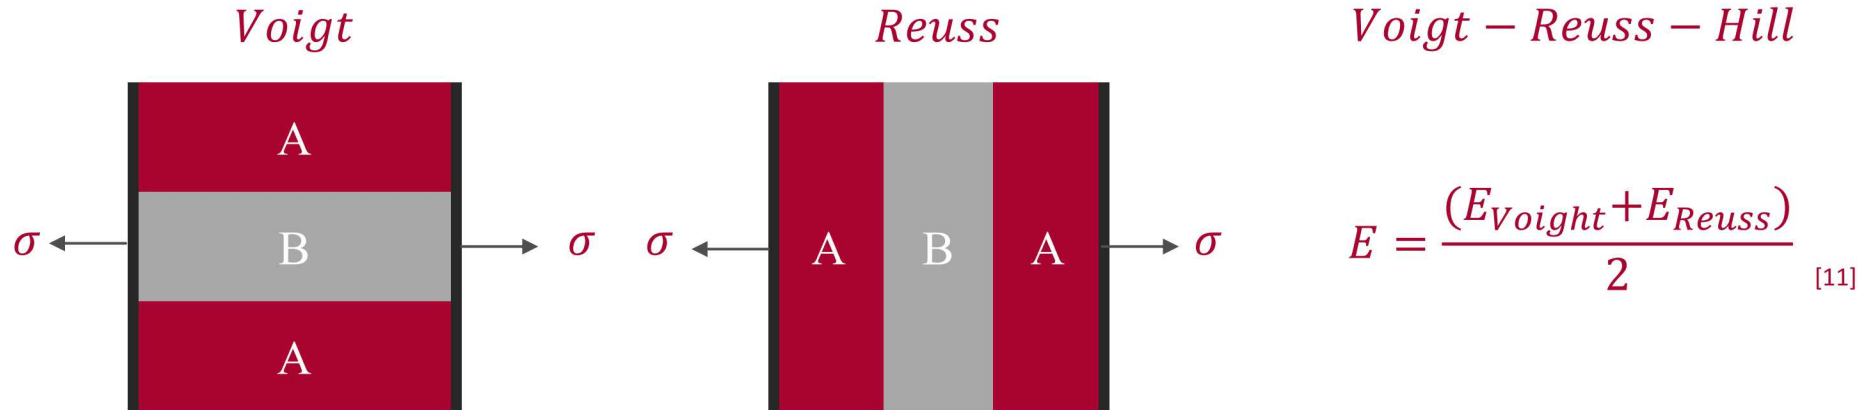 Voigt
A
B
A
σ
σ
Reuss
σ
A
B
A
σ
Voigt − Reuss − Hill
E = (E_Voight+E_Reuss) / 2
[11]